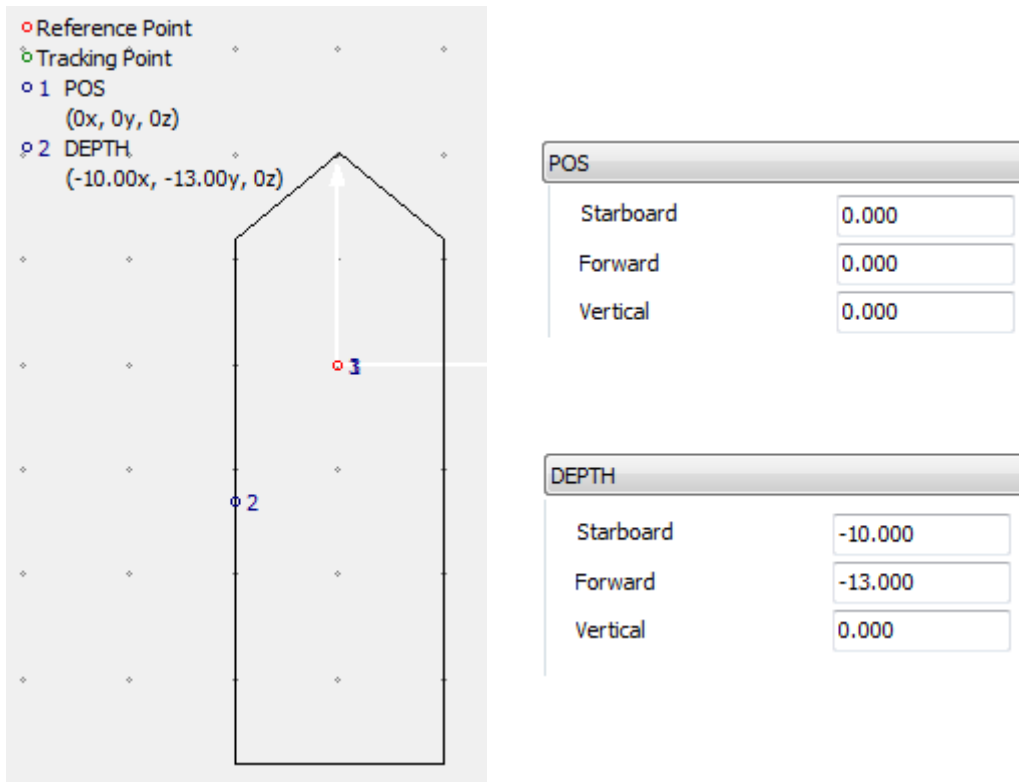 Reference Point
Tracking Point
1 POS
(0x, 0y, 0z)
2 DEPTH
(-10.00x, -13.00y, 0z)
2
POS
Starboard 0.000
Forward 0.000
Vertical 0.000
DEPTH
Starboard -10.000
Forward -13.000
Vertical 0.000